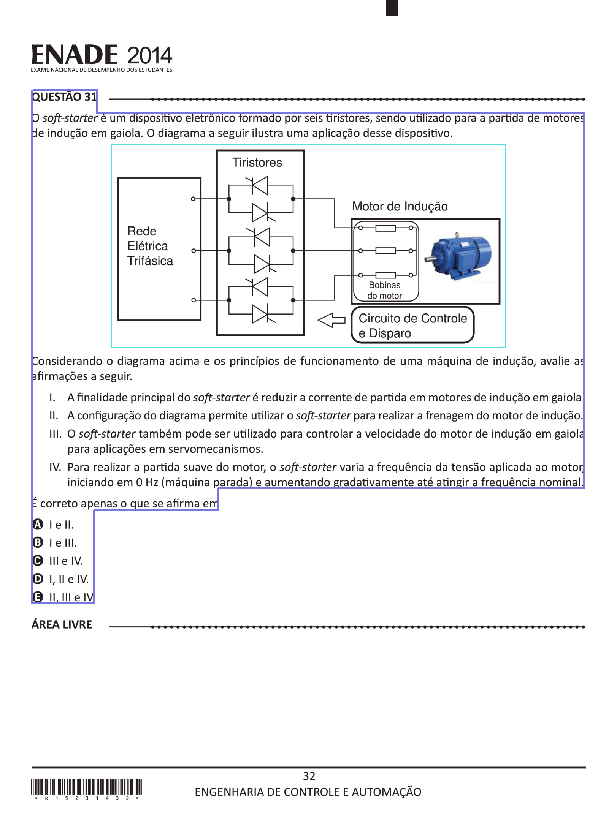 ENADE 2014
EXAME NACIONAL DE DESEMPENHO DOS ESTUDANTES
QUESTÃO 31
O soft-starter é um dispositivo eletrônico formado por seis tiristores, sendo utilizado para a partida de motores
de indução em gaiola. O diagrama a seguir ilustra uma aplicação desse dispositivo.
Tiristores
Motor de Indução
Rede
Elétrica
Trifásica
Bobinas
do motor
Circuito de Controle
e Disparo
Considerando o diagrama acima e os princípios de funcionamento de uma máquina de indução, avalie as
afirmações a seguir.
I. A finalidade principal do soft-starter é reduzir a corrente de partida em motores de indução em gaiola.
II. A configuração do diagrama permite utilizar o soft-starter para realizar a frenagem do motor de indução.
III. O soft-starter também pode ser utilizado para controlar a velocidade do motor de indução em gaiola
para aplicações em servomecanismos.
IV. Para realizar a partida suave do motor, o soft-starter varia a frequência da tensão aplicada ao motor,
iniciando em 0 Hz (máquina parada) e aumentando gradativamente até atingir a frequência nominal.
É correto apenas o que se afirma em
A I e II.
B I e III.
C III e IV.
D I, II e IV.
E II, III e IV.
ÁREA LIVRE
32
ENGENHARIA DE CONTROLE E AUTOMAÇÃO